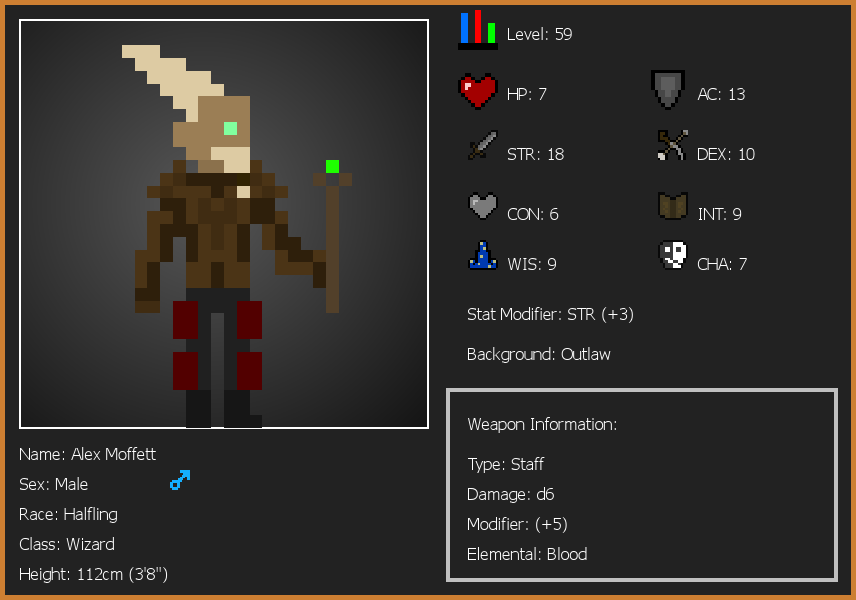 Level: 59
HP: 7
AC: 13
STR: 18
DEX: 10
CON: 6
INT: 9
WIS: 9
CHA: 7
Stat Modifier: STR (+3)
Background: Outlaw
Weapon Information:
Type: Staff
Damage: d6
Modifier: (+5)
Elemental: Blood
Name: Alex Moffett
Sex: Male
Race: Halfling
Class: Wizard
Height: 112cm (3'8")